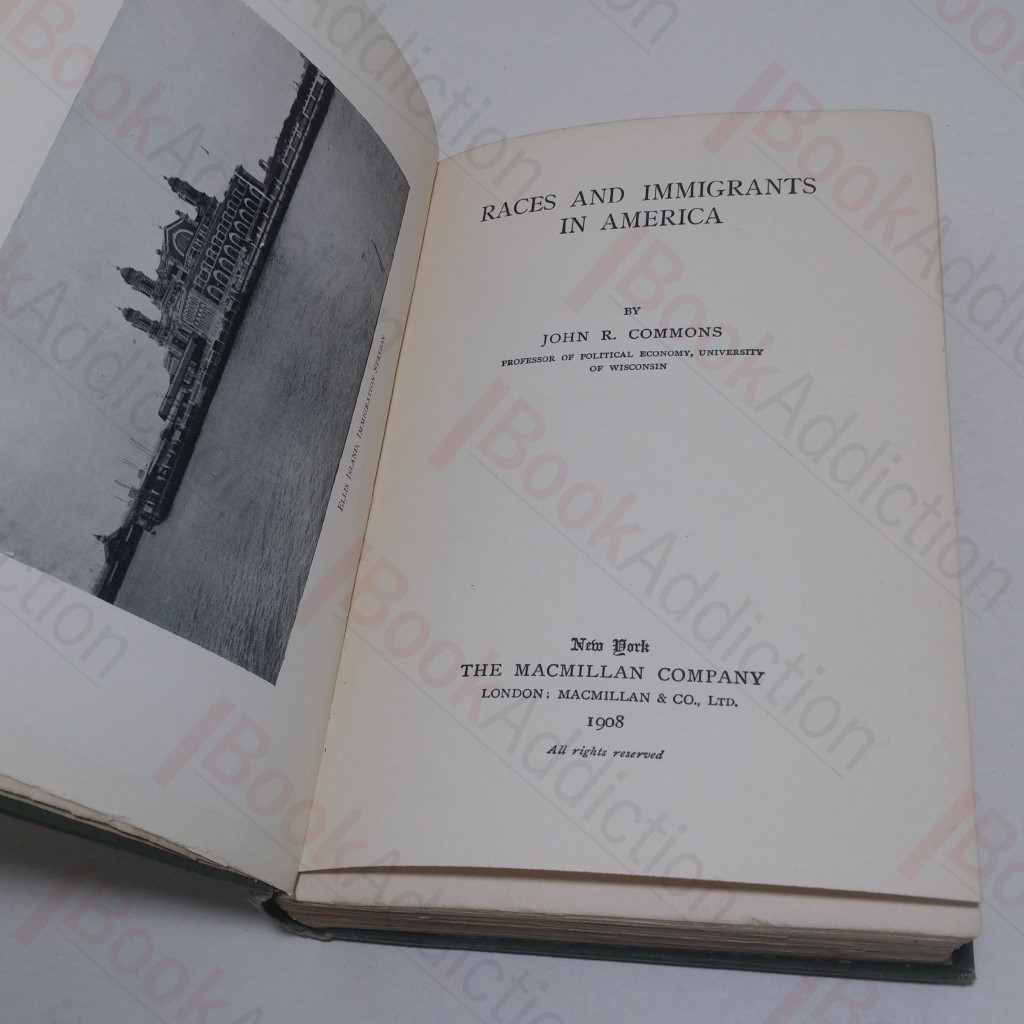 ELLIS ISLAND, IMMIGRATION STATION
RACES AND IMMIGRANTS
IN AMERICA
BY
JOHN R. COMMONS
PROFESSOR OF POLITICAL ECONOMY, UNIVERSITY
OF WISCONSIN
New York
THE MACMILLAN COMPANY
LONDON: MACMILLAN & CO., LTD.
1908
All rights reserved
BookAddiction